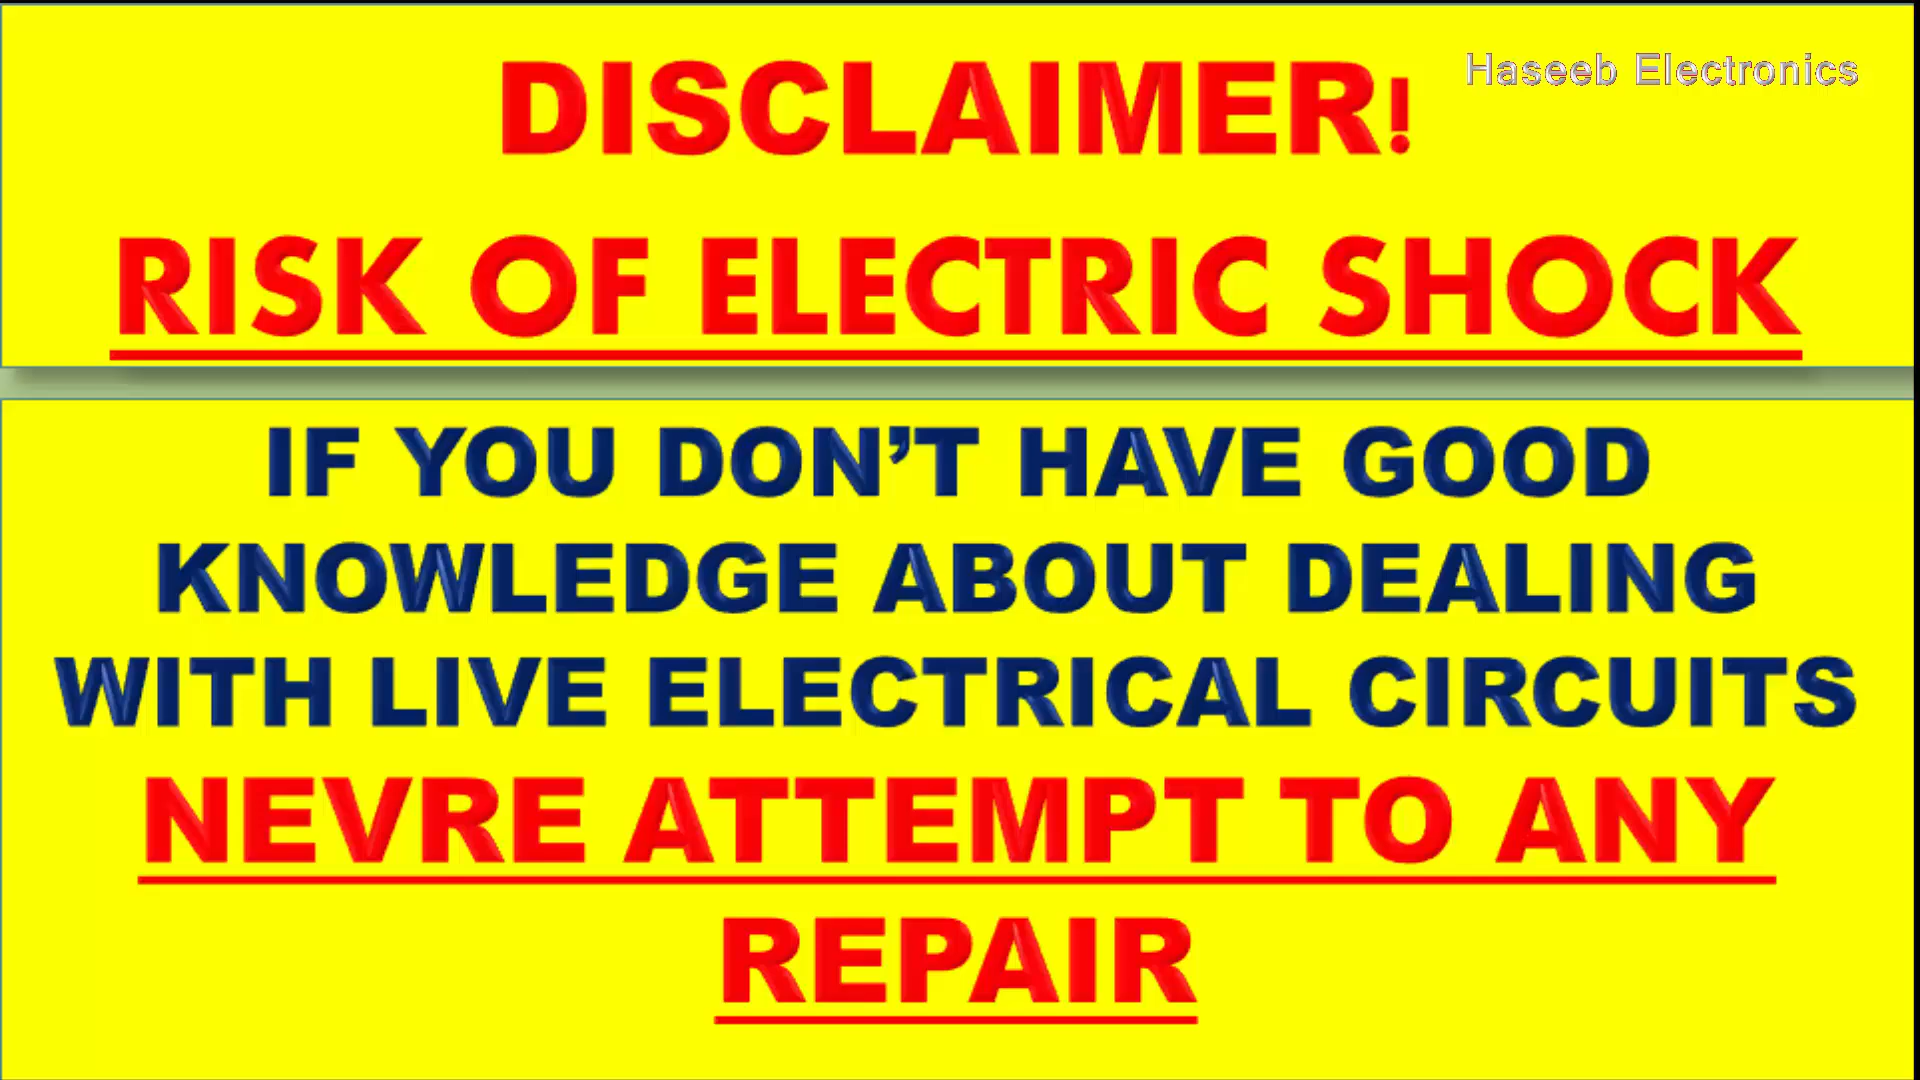 DISCLAIMER!
Haseeb Electronics
RISK OF ELECTRIC SHOCK
IF YOU DON’T HAVE GOOD
KNOWLEDGE ABOUT DEALING
WITH LIVE ELECTRICAL CIRCUITS
NEVRE ATTEMPT TO ANY
REPAIR